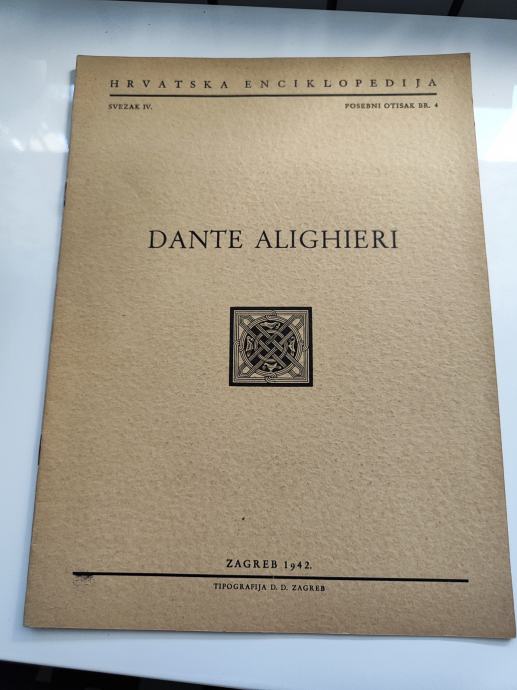 HRVATSKA ENCIKLOPEDIJA
SVEZAK IV. POSEBNI OTISAK BR. 4
DANTE ALIGHIERI
ZAGREB 1942.
TIPOGRAFIJA D. D. ZAGREB